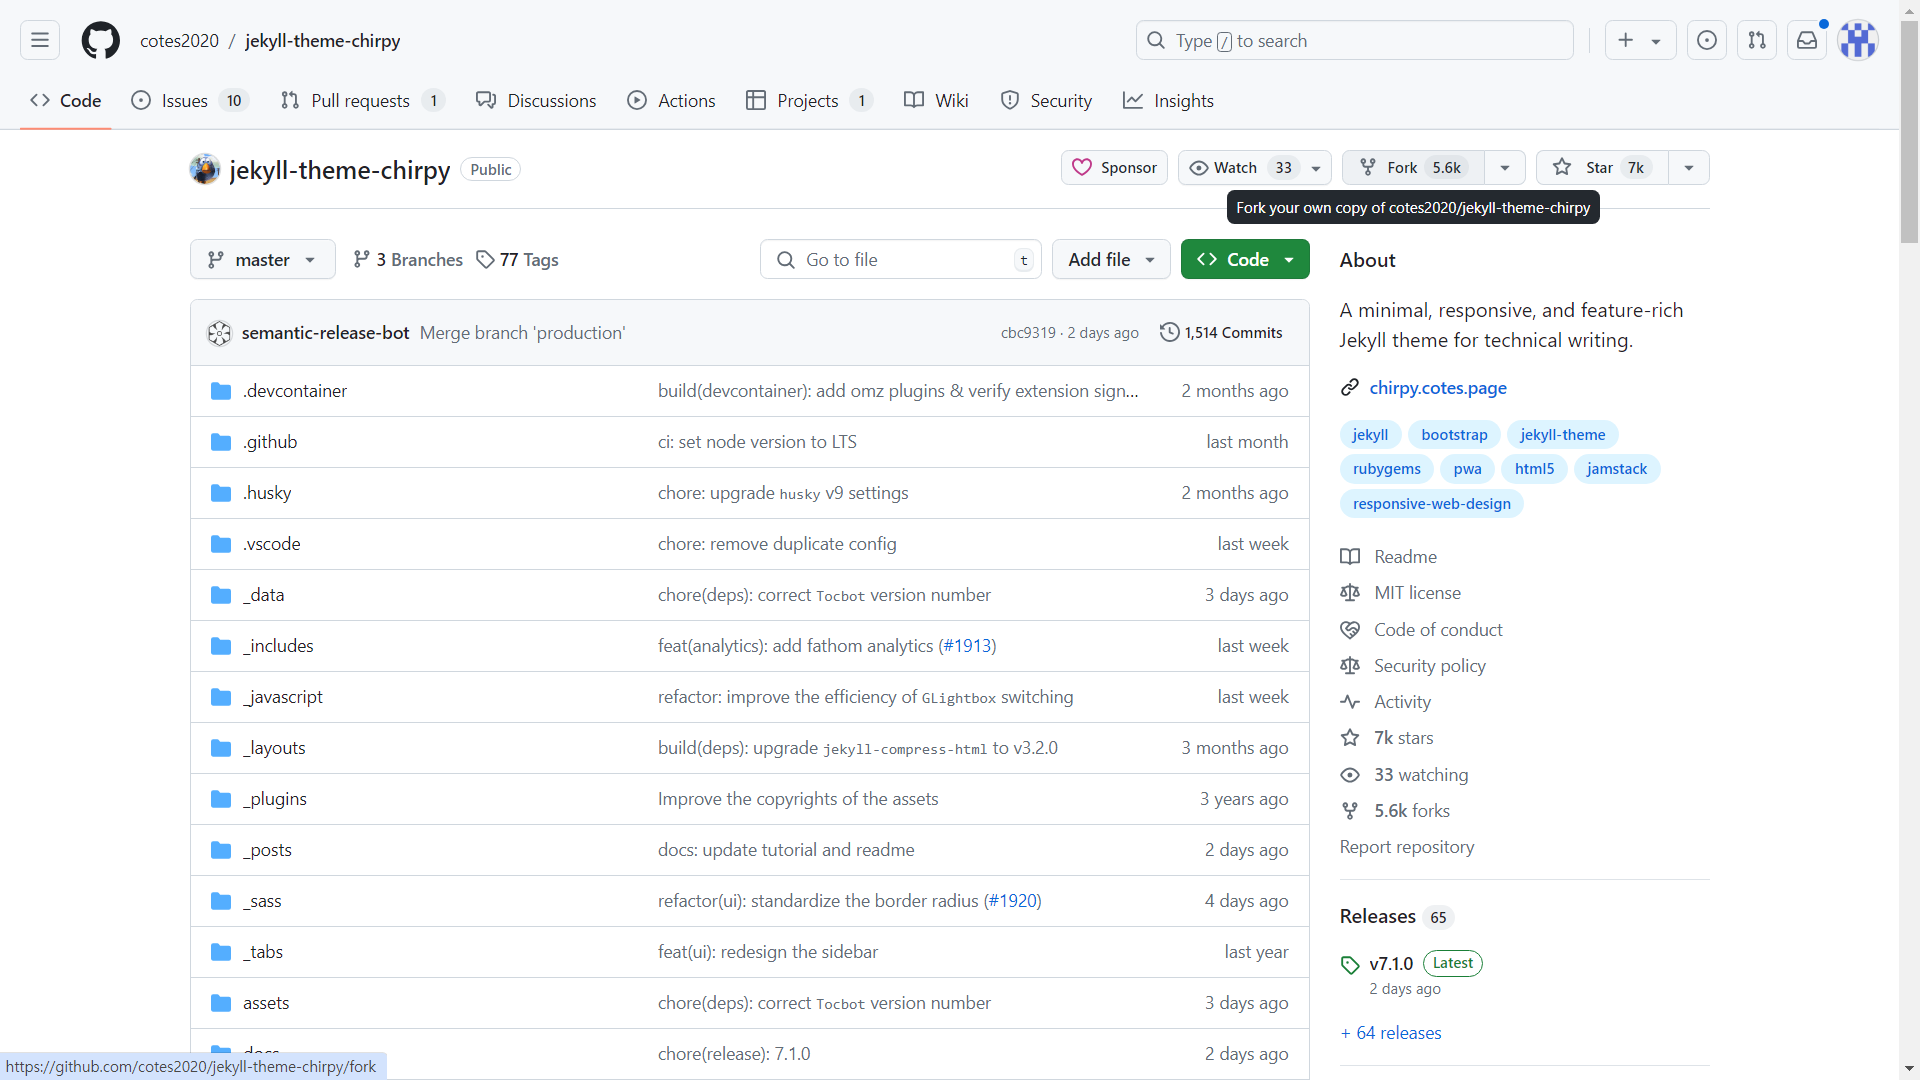 cotes2020 / jekyll-theme-chirpy
Type / to search
Code
Issues 10
Pull requests 1
Discussions
Actions
Projects 1
Wiki
Security
Insights
jekyll-theme-chirpy Public
Sponsor
Watch 33
Fork 5.6k
Star 7k
Fork your own copy of cotes2020/jekyll-theme-chirpy
master
3 Branches
77 Tags
Go to file t
Add file
Code
semantic-release-bot Merge branch 'production' cbc9319 · 2 days ago 1,514 Commits
.devcontainer build(devcontainer): add omz plugins & verify extension sign... 2 months ago
.github ci: set node version to LTS last month
.husky chore: upgrade husky v9 settings 2 months ago
.vscode chore: remove duplicate config last week
_data chore(deps): correct Tocbot version number 3 days ago
_includes feat(analytics): add fathom analytics (#1913) last week
_javascript refactor: improve the efficiency of GLightbox switching last week
_layouts build(deps): upgrade jekyll-compress-html to v3.2.0 3 months ago
_plugins Improve the copyrights of the assets 3 years ago
_posts docs: update tutorial and readme 2 days ago
_sass refactor(ui): standardize the border radius (#1920) 4 days ago
_tabs feat(ui): redesign the sidebar last year
assets chore(deps): correct Tocbot version number 3 days ago
docs chore(release): 7.1.0 2 days ago
About
A minimal, responsive, and feature-rich
Jekyll theme for technical writing.
chirpy.cotes.page
jekyll bootstrap jekyll-theme
rubygems pwa html5 jamstack
responsive-web-design
Readme
MIT license
Code of conduct
Security policy
Activity
7k stars
33 watching
5.6k forks
Report repository
Releases 65
v7.1.0 Latest
2 days ago
+ 64 releases
https://github.com/cotes2020/jekyll-theme-chirpy/fork